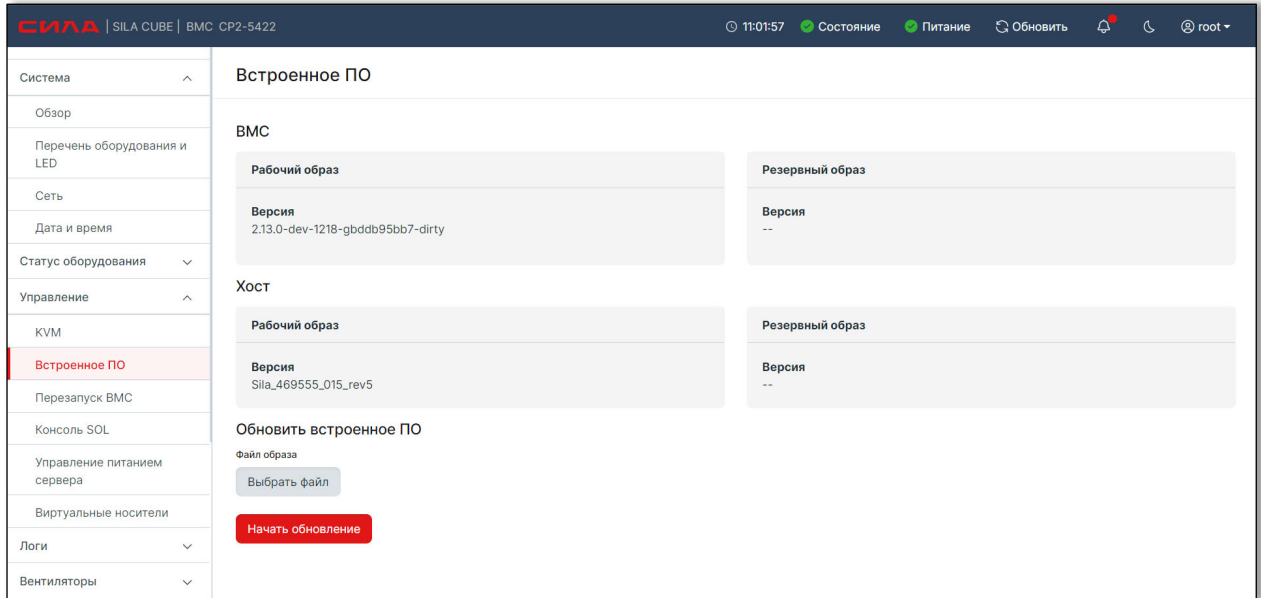 СИЛА | SILA CUBE | BMC CP2-5422
11:01:57 Состояние Питание Обновить root
Система
Обзор
Перечень оборудования и
LED
Сеть
Дата и время
Статус оборудования
Управление
KVM
Встроенное ПО
Перезапуск BMC
Консоль SOL
Управление питанием
сервера
Виртуальные носители
Логи
Вентиляторы
Встроенное ПО
BMC
Рабочий образ
Версия
2.13.0-dev-1218-gbddb95bb7-dirty
Резервный образ
Версия
--
Хост
Рабочий образ
Версия
Sila_469555_015_rev5
Резервный образ
Версия
--
Обновить встроенное ПО
Файл образа
Выбрать файл
Начать обновление